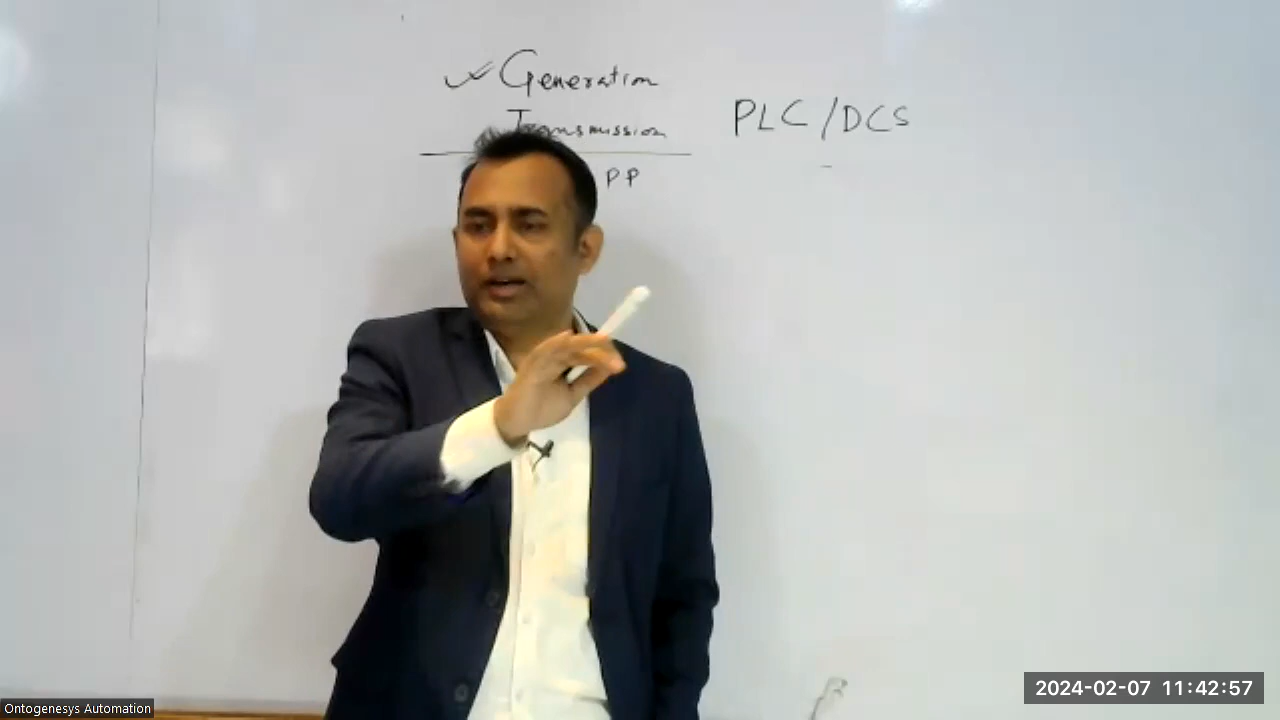 Generation
Transmission
PLC/DCS
PP
Ontogenesys Automation
2024-02-07 11:42:57